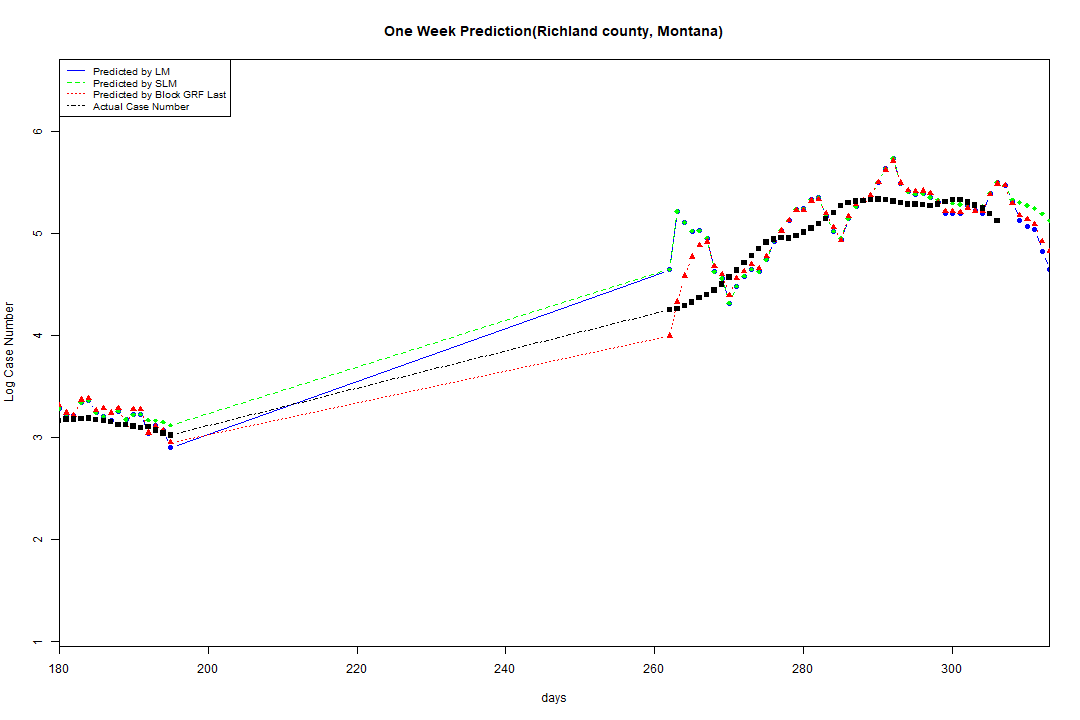 One Week Prediction(Richland county, Montana)
Predicted by LM
Predicted by SLM
Predicted by Block GRF Last
Actual Case Number
Log Case Number
6
5
4
3
2
1
180 200 220 240 260 280 300
days